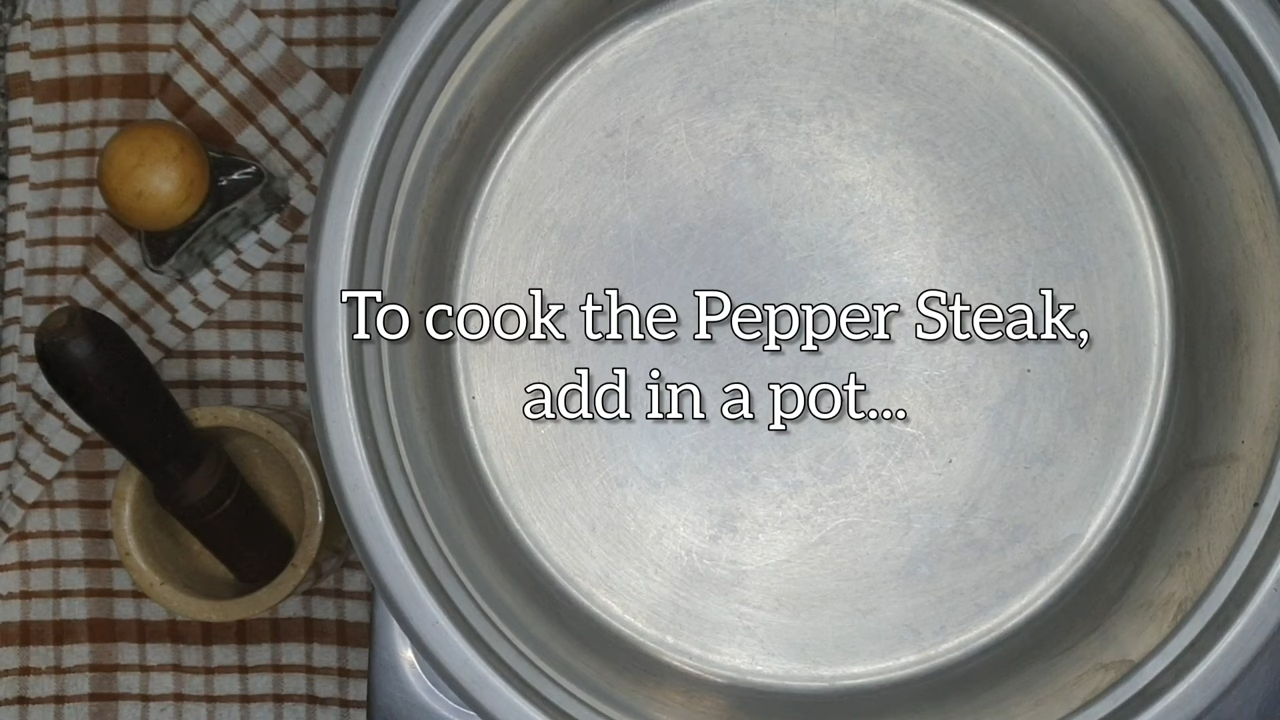 To cook the Pepper Steak,
add in a pot...